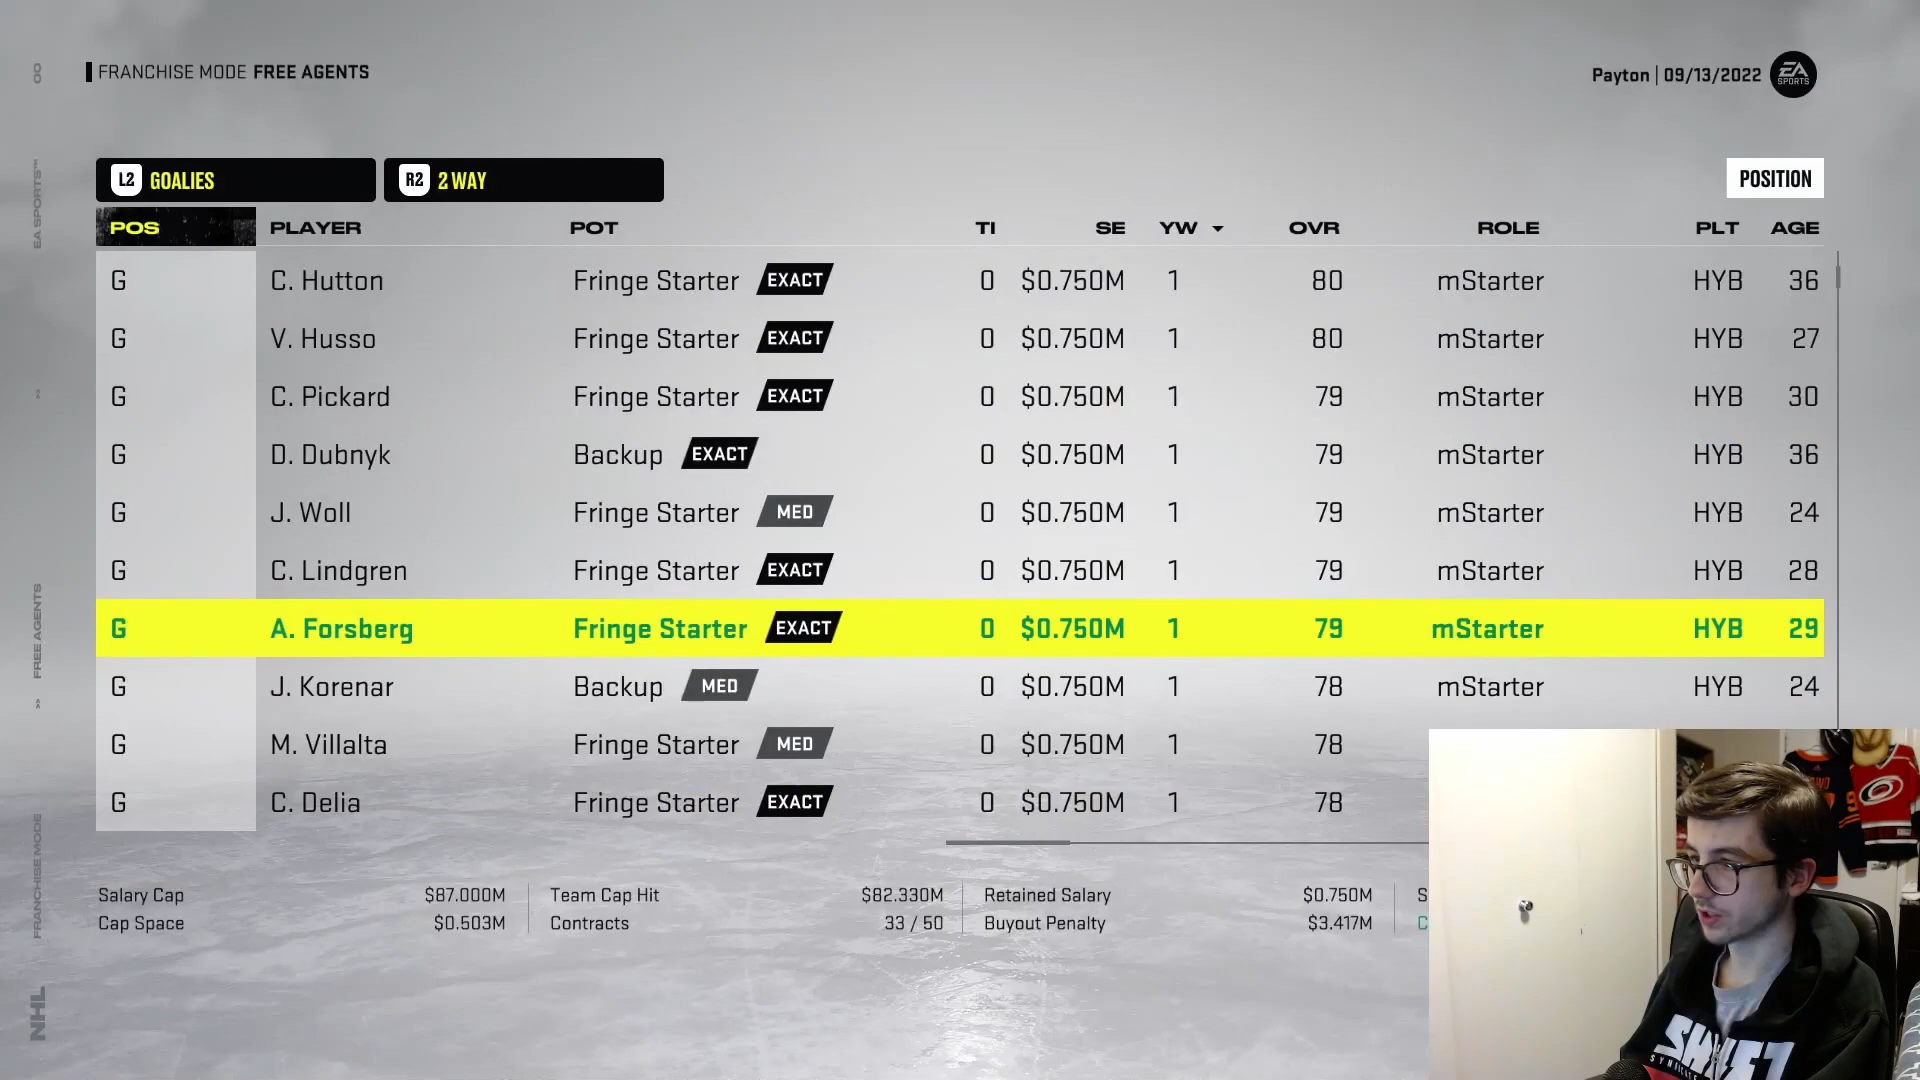 FRANCHISE MODE FREE AGENTS
Payton | 09/13/2022
EA SPORTS
L2 GOALIES R2 2 WAY
POSITION
POS PLAYER POT TI SE YW OVR ROLE PLT AGE
G C. Hutton Fringe Starter EXACT 0 $0.750M 1 80 mStarter HYB 36
G V. Husso Fringe Starter EXACT 0 $0.750M 1 80 mStarter HYB 27
G C. Pickard Fringe Starter EXACT 0 $0.750M 1 79 mStarter HYB 30
G D. Dubnyk Backup EXACT 0 $0.750M 1 79 mStarter HYB 36
G J. Woll Fringe Starter MED 0 $0.750M 1 79 mStarter HYB 24
G C. Lindgren Fringe Starter EXACT 0 $0.750M 1 79 mStarter HYB 28
G A. Forsberg Fringe Starter EXACT 0 $0.750M 1 79 mStarter HYB 29
G J. Korenar Backup MED 0 $0.750M 1 78 mStarter HYB 24
G M. Villalta Fringe Starter MED 0 $0.750M 1 78
G C. Delia Fringe Starter EXACT 0 $0.750M 1 78
Salary Cap $87.000M Team Cap Hit $82.330M Retained Salary $0.750M S
Cap Space $0.503M Contracts 33 / 50 Buyout Penalty $3.417M C
NHL FRANCHISE MODE >> FREE AGENTS >> EA SPORTS™